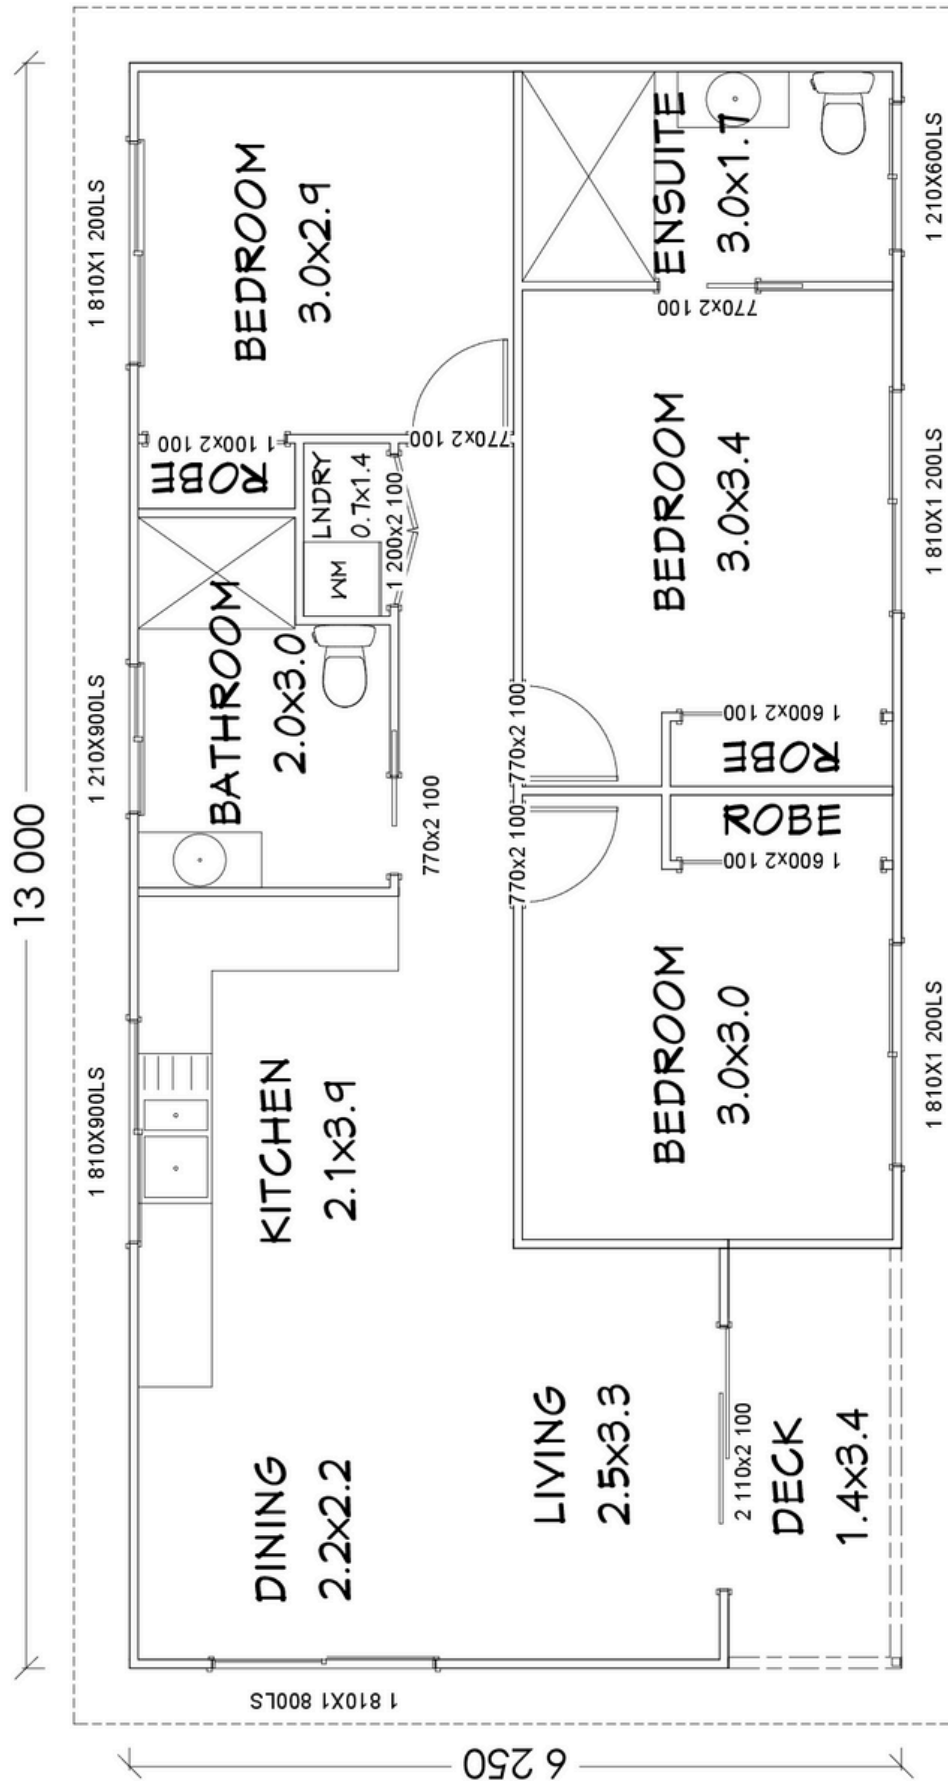 13 000
1 810X900LS
1 210X900LS
1 810X1 200LS
6 250
1 810X1 800LS
DINING
2.2x2.2
KITCHEN
2.1x3.9
BATHROOM
2.0x3.0
ROBE
1 100x2 100
BEDROOM
3.0x2.9
WM
LNDRY
0.7x1.4
1 200x2 100
770x2 100
770x2 100
LIVING
2.5x3.3
2 110x2 100
DECK
1.4x3.4
770x2 100
770x2 100
BEDROOM
3.0x3.0
1 600x2 100
ROBE
ROBE
1 600x2 100
BEDROOM
3.0x3.4
770x2 100
ENSUITE
3.0x1.7
1 810X1 200LS
1 810X1 200LS
1 210X600LS